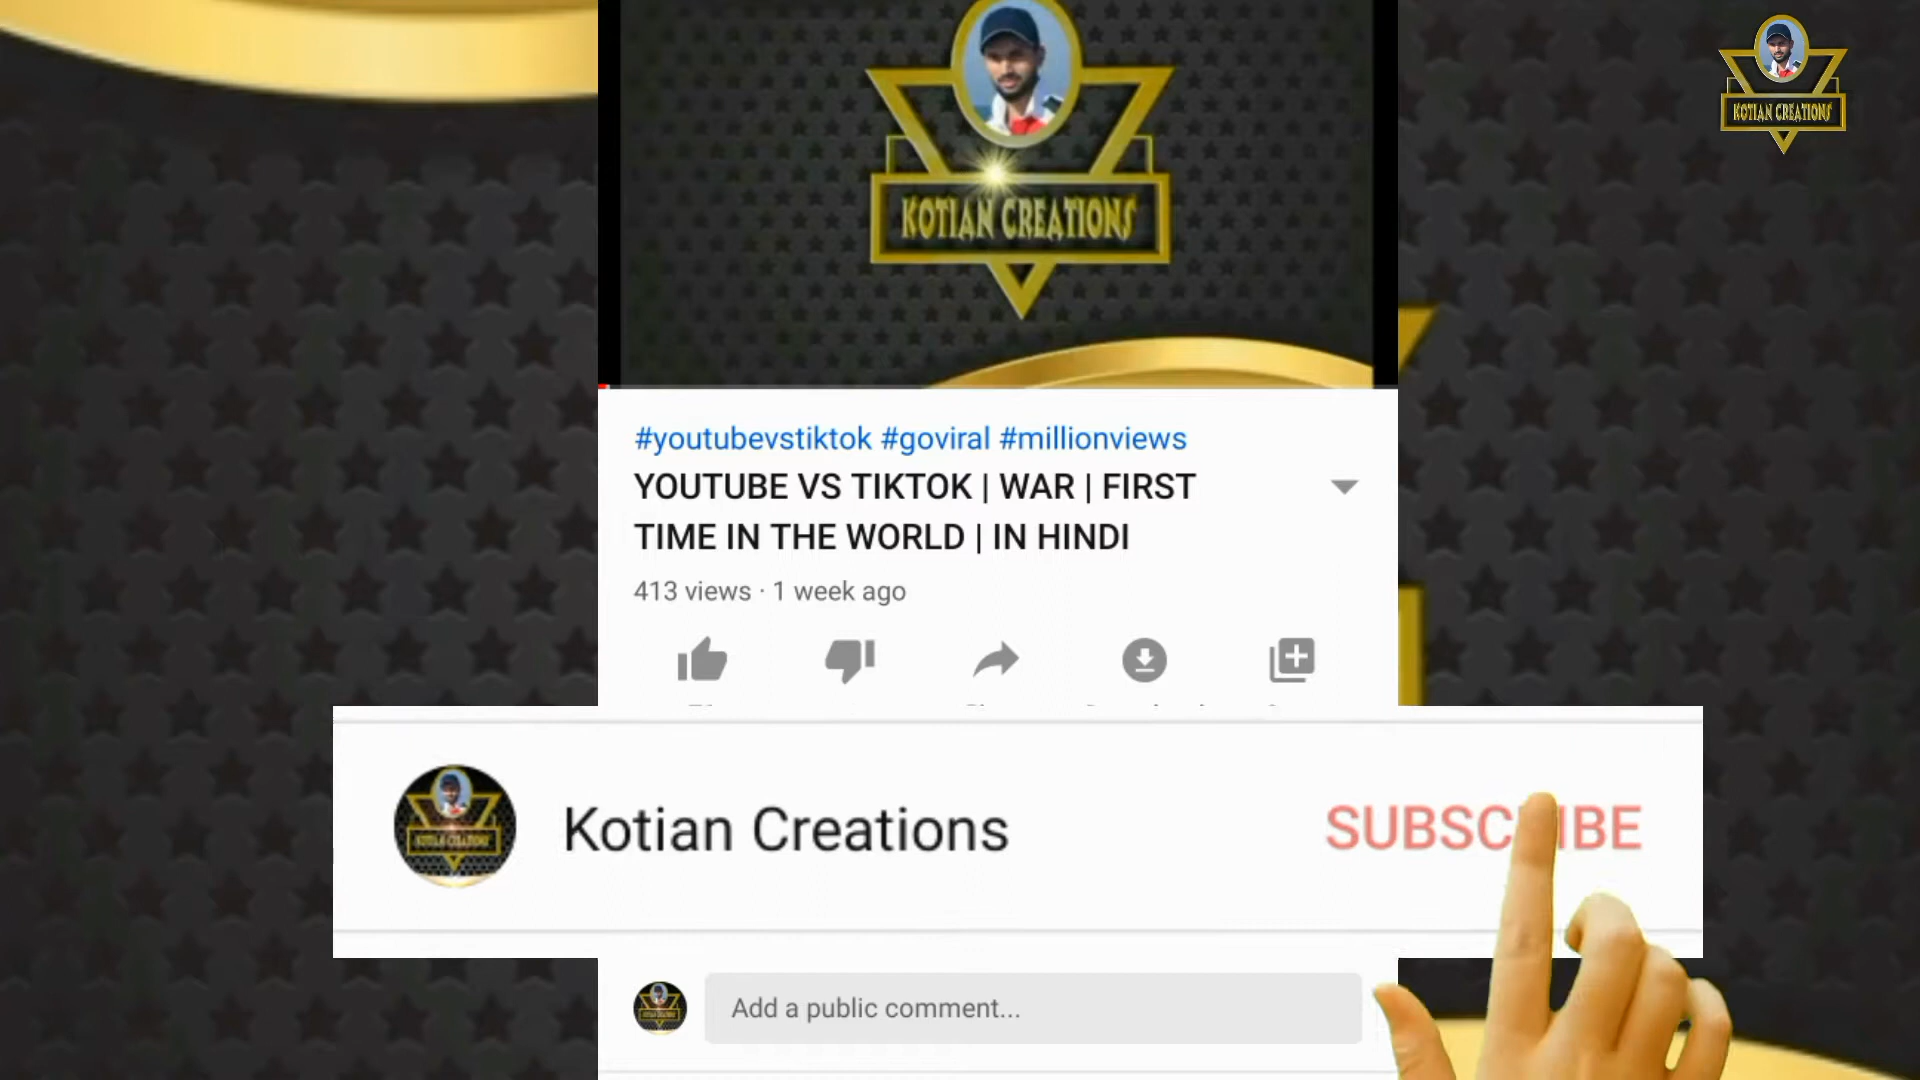 KOTIAN CREATIONS
KOTIAN CREATIONS
#youtubevstiktok #goviral #millionviews
YOUTUBE VS TIKTOK | WAR | FIRST
TIME IN THE WORLD | IN HINDI
413 views · 1 week ago
Kotian Creations
SUBSCRIBE
Add a public comment...